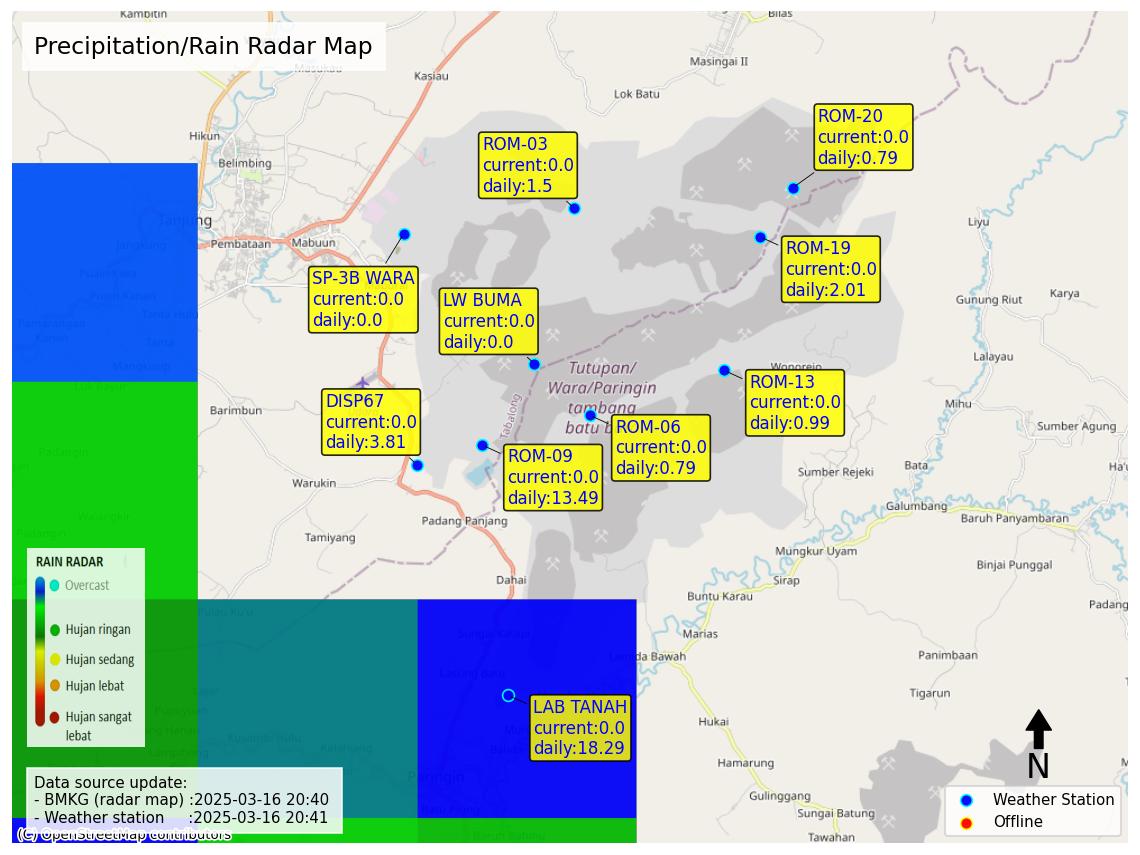 Precipitation/Rain Radar Map
Kambitin
Bilas
Masukau
Kasiau
Masingai II
Lok Batu
Hikun
Belimbing
Tanjung
Jangkung
Pembataan
Mabuun
ROM-03
current:0.0
daily:1.5
ROM-20
current:0.0
daily:0.79
ROM-19
current:0.0
daily:2.01
Liyu
SP-3B WARA
current:0.0
daily:0.0
LW BUMA
current:0.0
daily:0.0
Gunung Riut
Karya
Tanta Hulu
Pamarangan
Kanan
Tanta
Mangkusip
Luk Bayur
Tutupan/
Wara/Paringin
tambang
batu b
Tabalong
Wonorejo
Lalayau
ROM-13
current:0.0
daily:0.99
Mihu
Barimbun
DISP67
current:0.0
daily:3.81
ROM-06
current:0.0
daily:0.79
ROM-09
current:0.0
daily:13.49
Sumber Agung
Padangin
Bata
Ha'u
Sumber Rejeki
Warukin
Galumbang
Baruh Panyambaran
Padang Panjang
Tamiyang
Mungkur Uyam
Binjai Punggal
Dahai
Sirap
Buntu Karau
Padang
Marias
Panimbaan
Tigarun
Hukai
Hamarung
Gulinggang
Sungai Batung
Tawahan
Paringin
RAIN RADAR
Overcast
Hujan ringan
Hujan sedang
Hujan lebat
Hujan sangat
lebat
LAB TANAH
current:0.0
daily:18.29
N
Data source update:
- BMKG (radar map) :2025-03-16 20:40
- Weather station :2025-03-16 20:41
(C) OpenStreetMap contributors
Weather Station
Offline